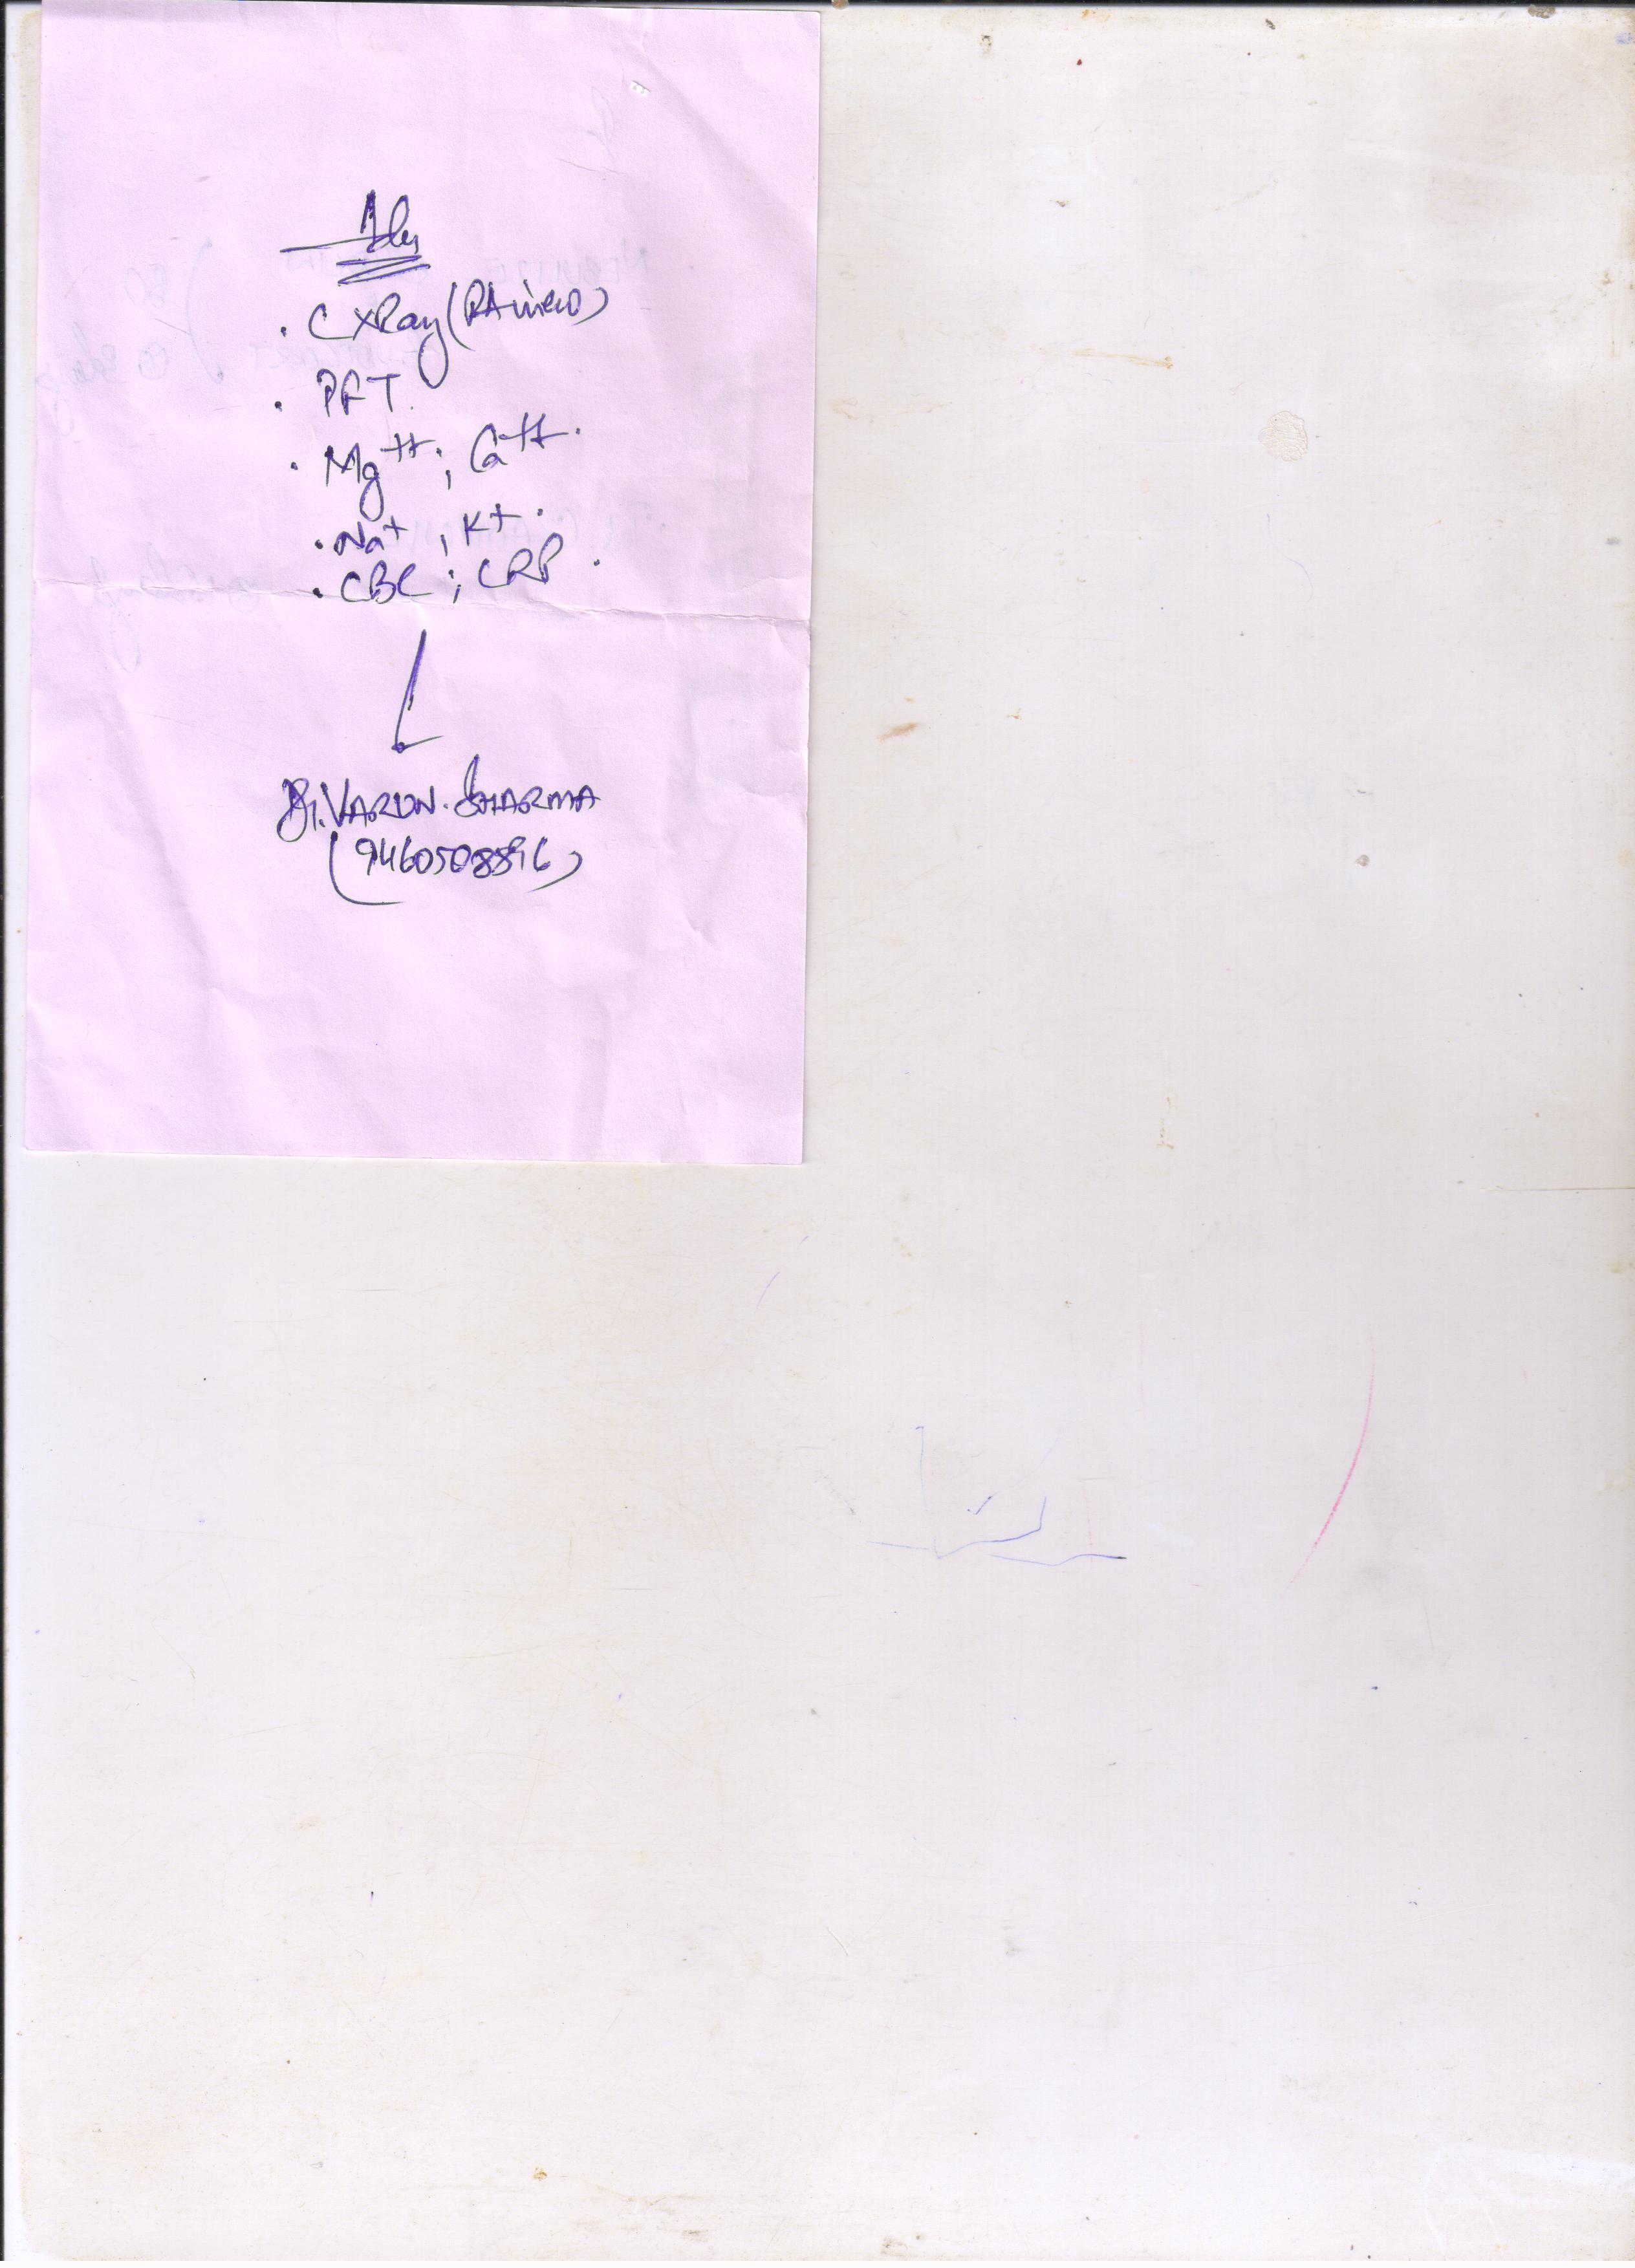 Adv
. C XRay (PA view)
. PFT.
. Mg++ ; Ca++.
. Na+ , K+.
. CBC ; CRP.
Dr. VARUN. SHARMA
(9460508896)